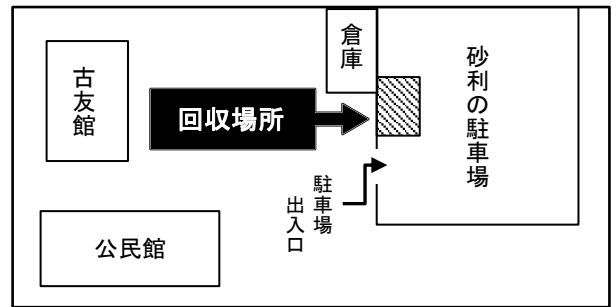 倉庫
古友館
回収場所
砂利の駐車場
駐車場
出入口
公民館